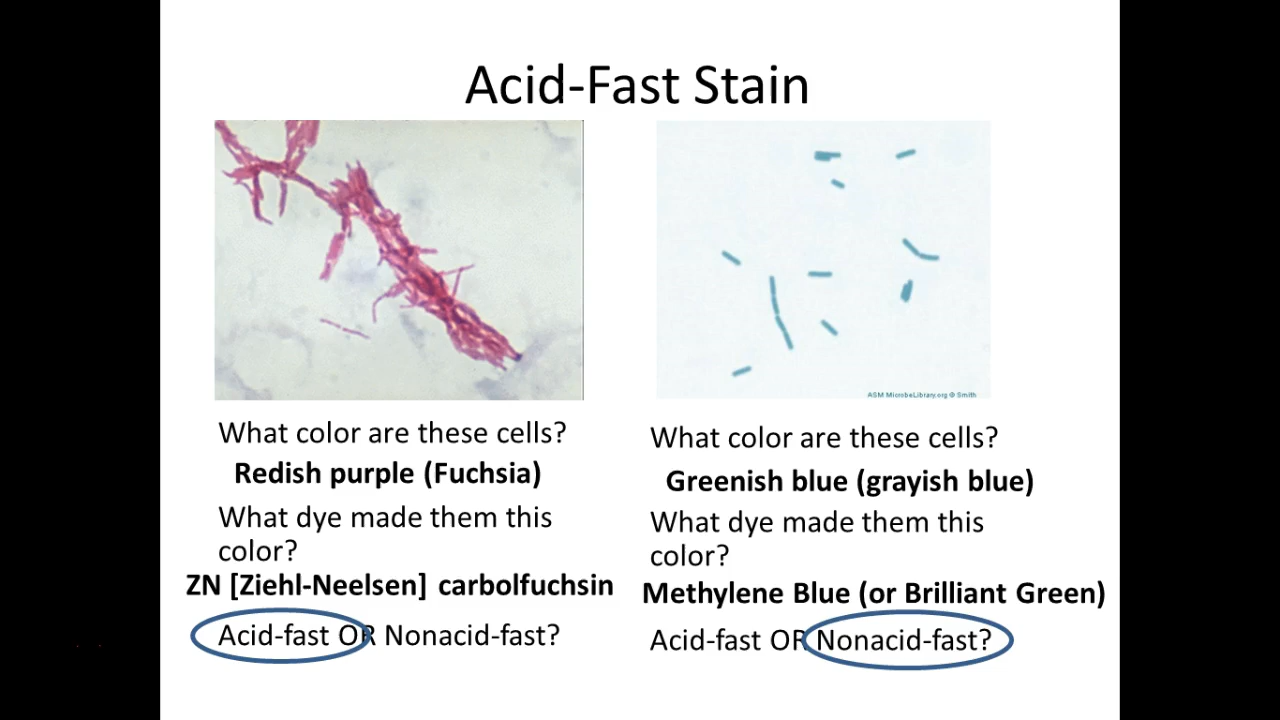 Acid-Fast Stain
What color are these cells?
Redish purple (Fuchsia)
What dye made them this
color?
ZN [Ziehl-Neelsen] carbolfuchsin
Acid-fast OR Nonacid-fast?
ASM MicrobeLibrary.org @ Smith
What color are these cells?
Greenish blue (grayish blue)
What dye made them this
color?
Methylene Blue (or Brilliant Green)
Acid-fast OR Nonacid-fast?